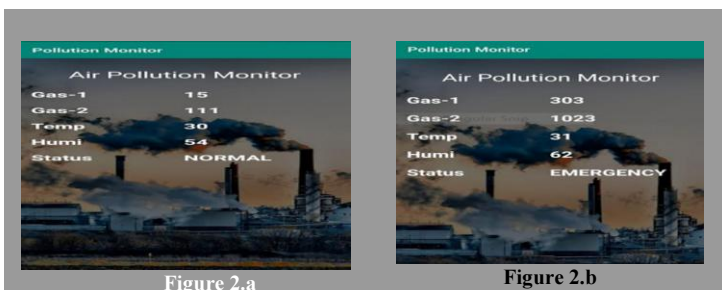 Pollution Monitor
Air Pollution Monitor
Gas-1 15
Gas-2 111
Temp 30
Humi 54
Status NORMAL
Figure 2.a
Pollution Monitor
Air Pollution Monitor
Gas-1 303
Gas-2 1023
Temp 31
Humi 62
Status EMERGENCY
Figure 2.b